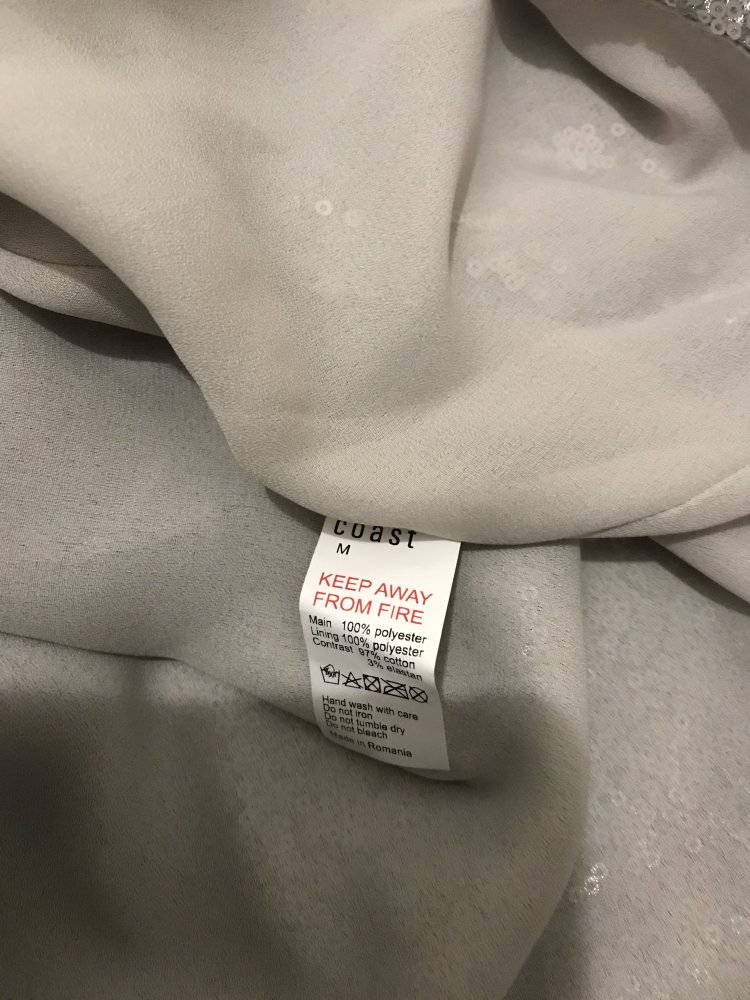 coast
M
KEEP AWAY
FROM FIRE
Main 100% polyester
Lining 100% polyester
Contrast 97% cotton
3% elastan
Hand wash with care
Do not iron
Do not tumble dry
Do not bleach
Made in Romania